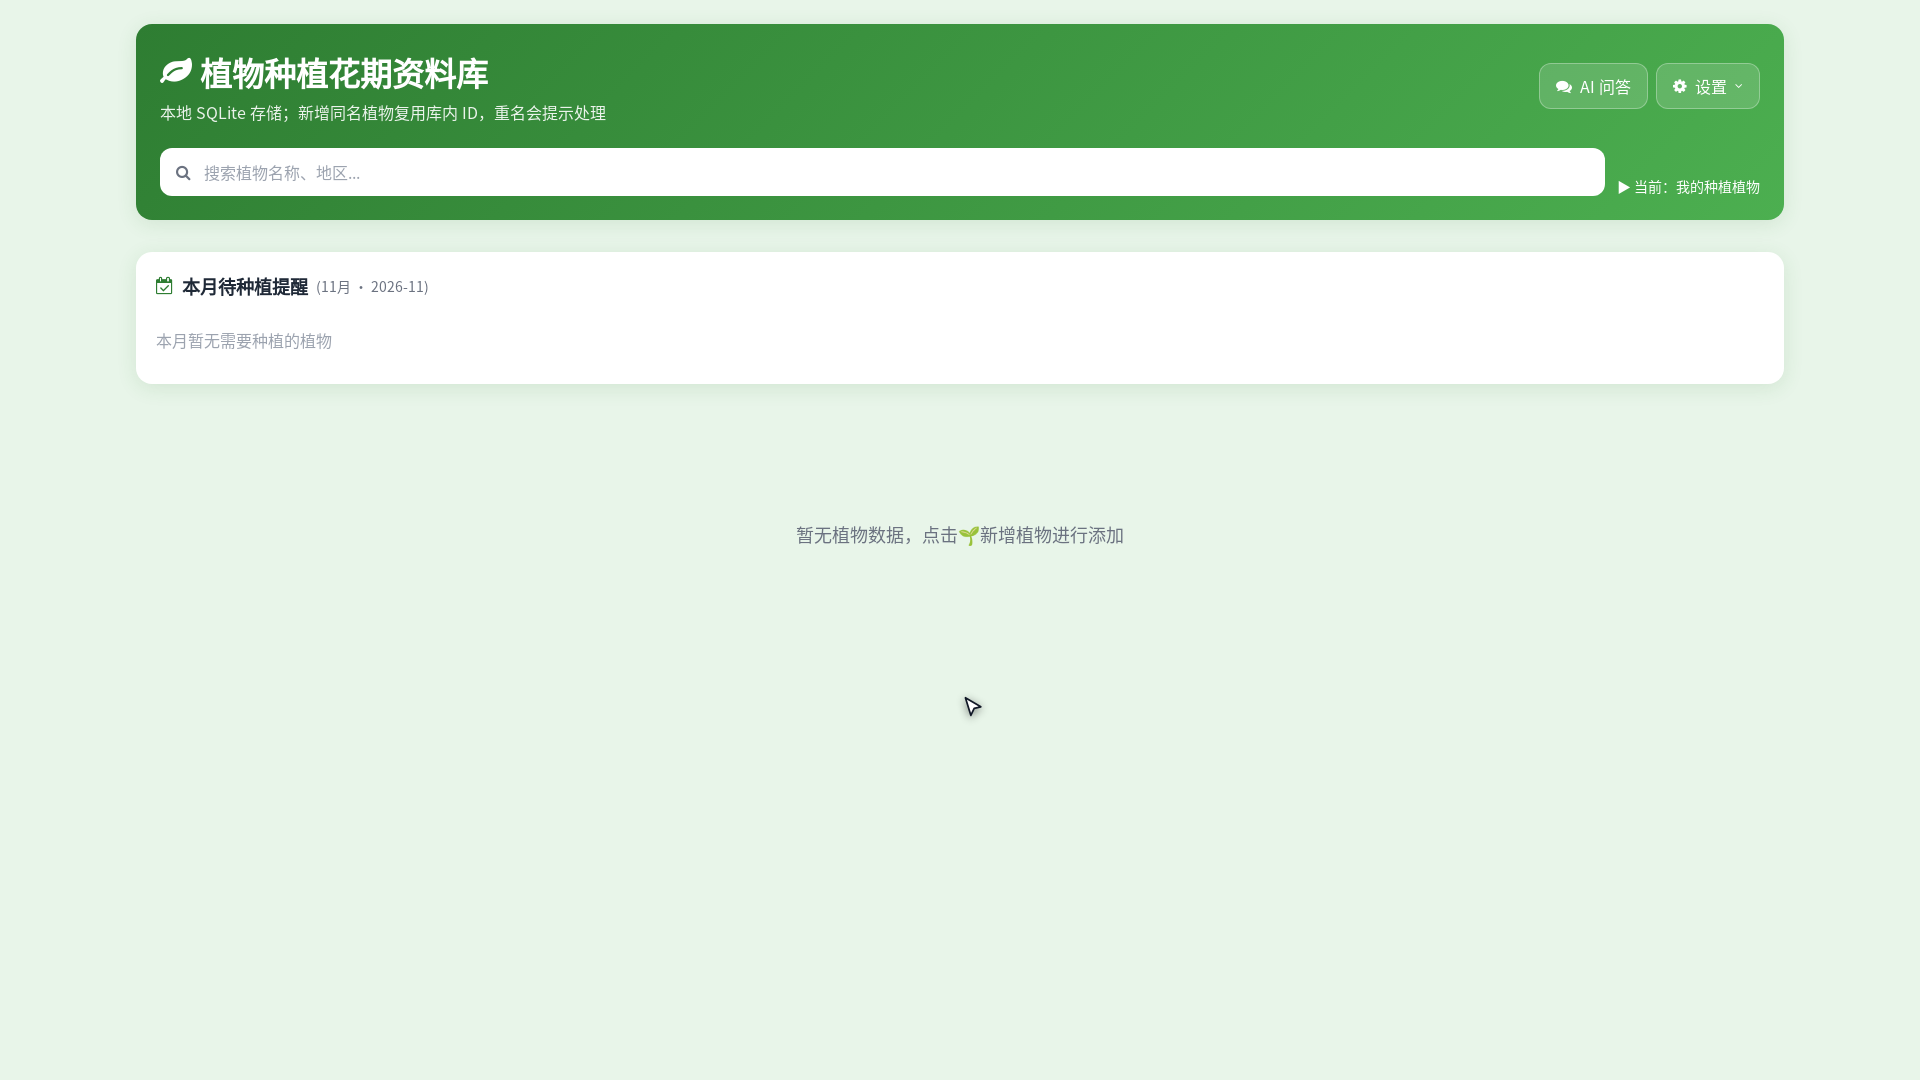 植物种植花期资料库
本地 SQLite 存储；新增同名植物复用库内 ID，重名会提示处理
AI 问答
设置
搜索植物名称、地区...
▶ 当前：我的种植植物
本月待种植提醒 (11月 · 2026-11)
本月暂无需要种植的植物
暂无植物数据，点击🌱新增植物进行添加